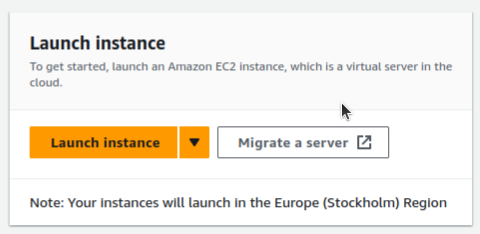 Launch instance
To get started, launch an Amazon EC2 instance, which is a virtual server in the
cloud.
Launch instance
Migrate a server
Note: Your instances will launch in the Europe (Stockholm) Region